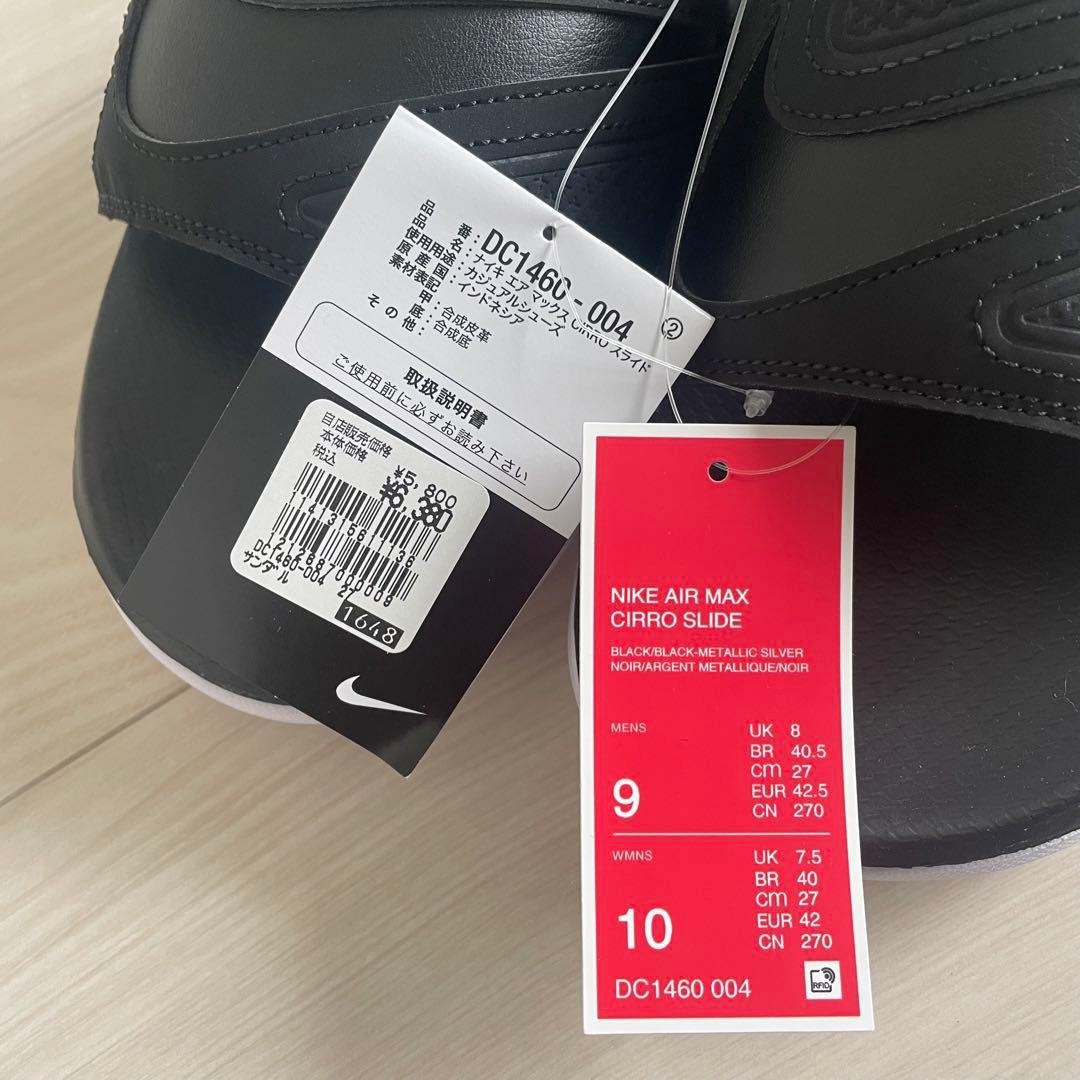 品 番：DC1460-004 ②
品 名：ナイキ エア マックス CIRRO スライド
使用用途：カジュアルシューズ
原 産 国：インドネシア
素材表記
甲：合成皮革
底：合成底
その他：
取扱説明書
ご使用前に必ずお読み下さい
自店販売価格
本体価格 ¥5,800
税込 ¥6,380
DC1460-004 27
サンダル
1648
NIKE AIR MAX
CIRRO SLIDE
BLACK/BLACK-METALLIC SILVER
NOIR/ARGENT METALLIQUE/NOIR
MENS
9
UK 8
BR 40.5
cm 27
EUR 42.5
CN 270
WMNS
10
UK 7.5
BR 40
cm 27
EUR 42
CN 270
DC1460 004
RFID